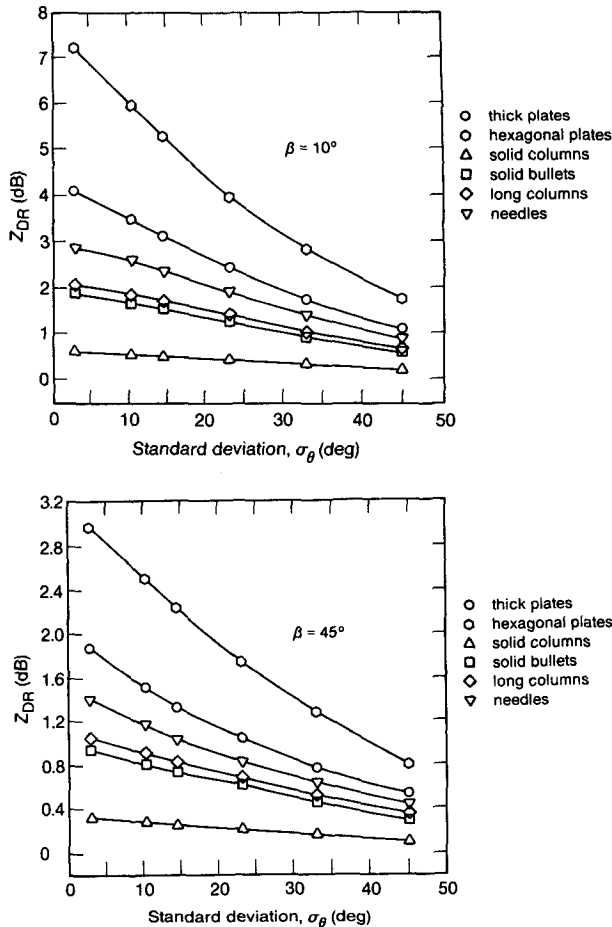 8
7
6
5
4
3
2
1
0
Z_DR (dB)
β = 10°
○ thick plates
⬡ hexagonal plates
△ solid columns
□ solid bullets
◇ long columns
▽ needles
0 10 20 30 40 50
Standard deviation, σ_θ (deg)
3.2
2.8
2.4
2.0
1.6
1.2
0.8
0.4
0
Z_DR (dB)
β = 45°
○ thick plates
⬡ hexagonal plates
△ solid columns
□ solid bullets
◇ long columns
▽ needles
0 10 20 30 40 50
Standard deviation, σ_θ (deg)